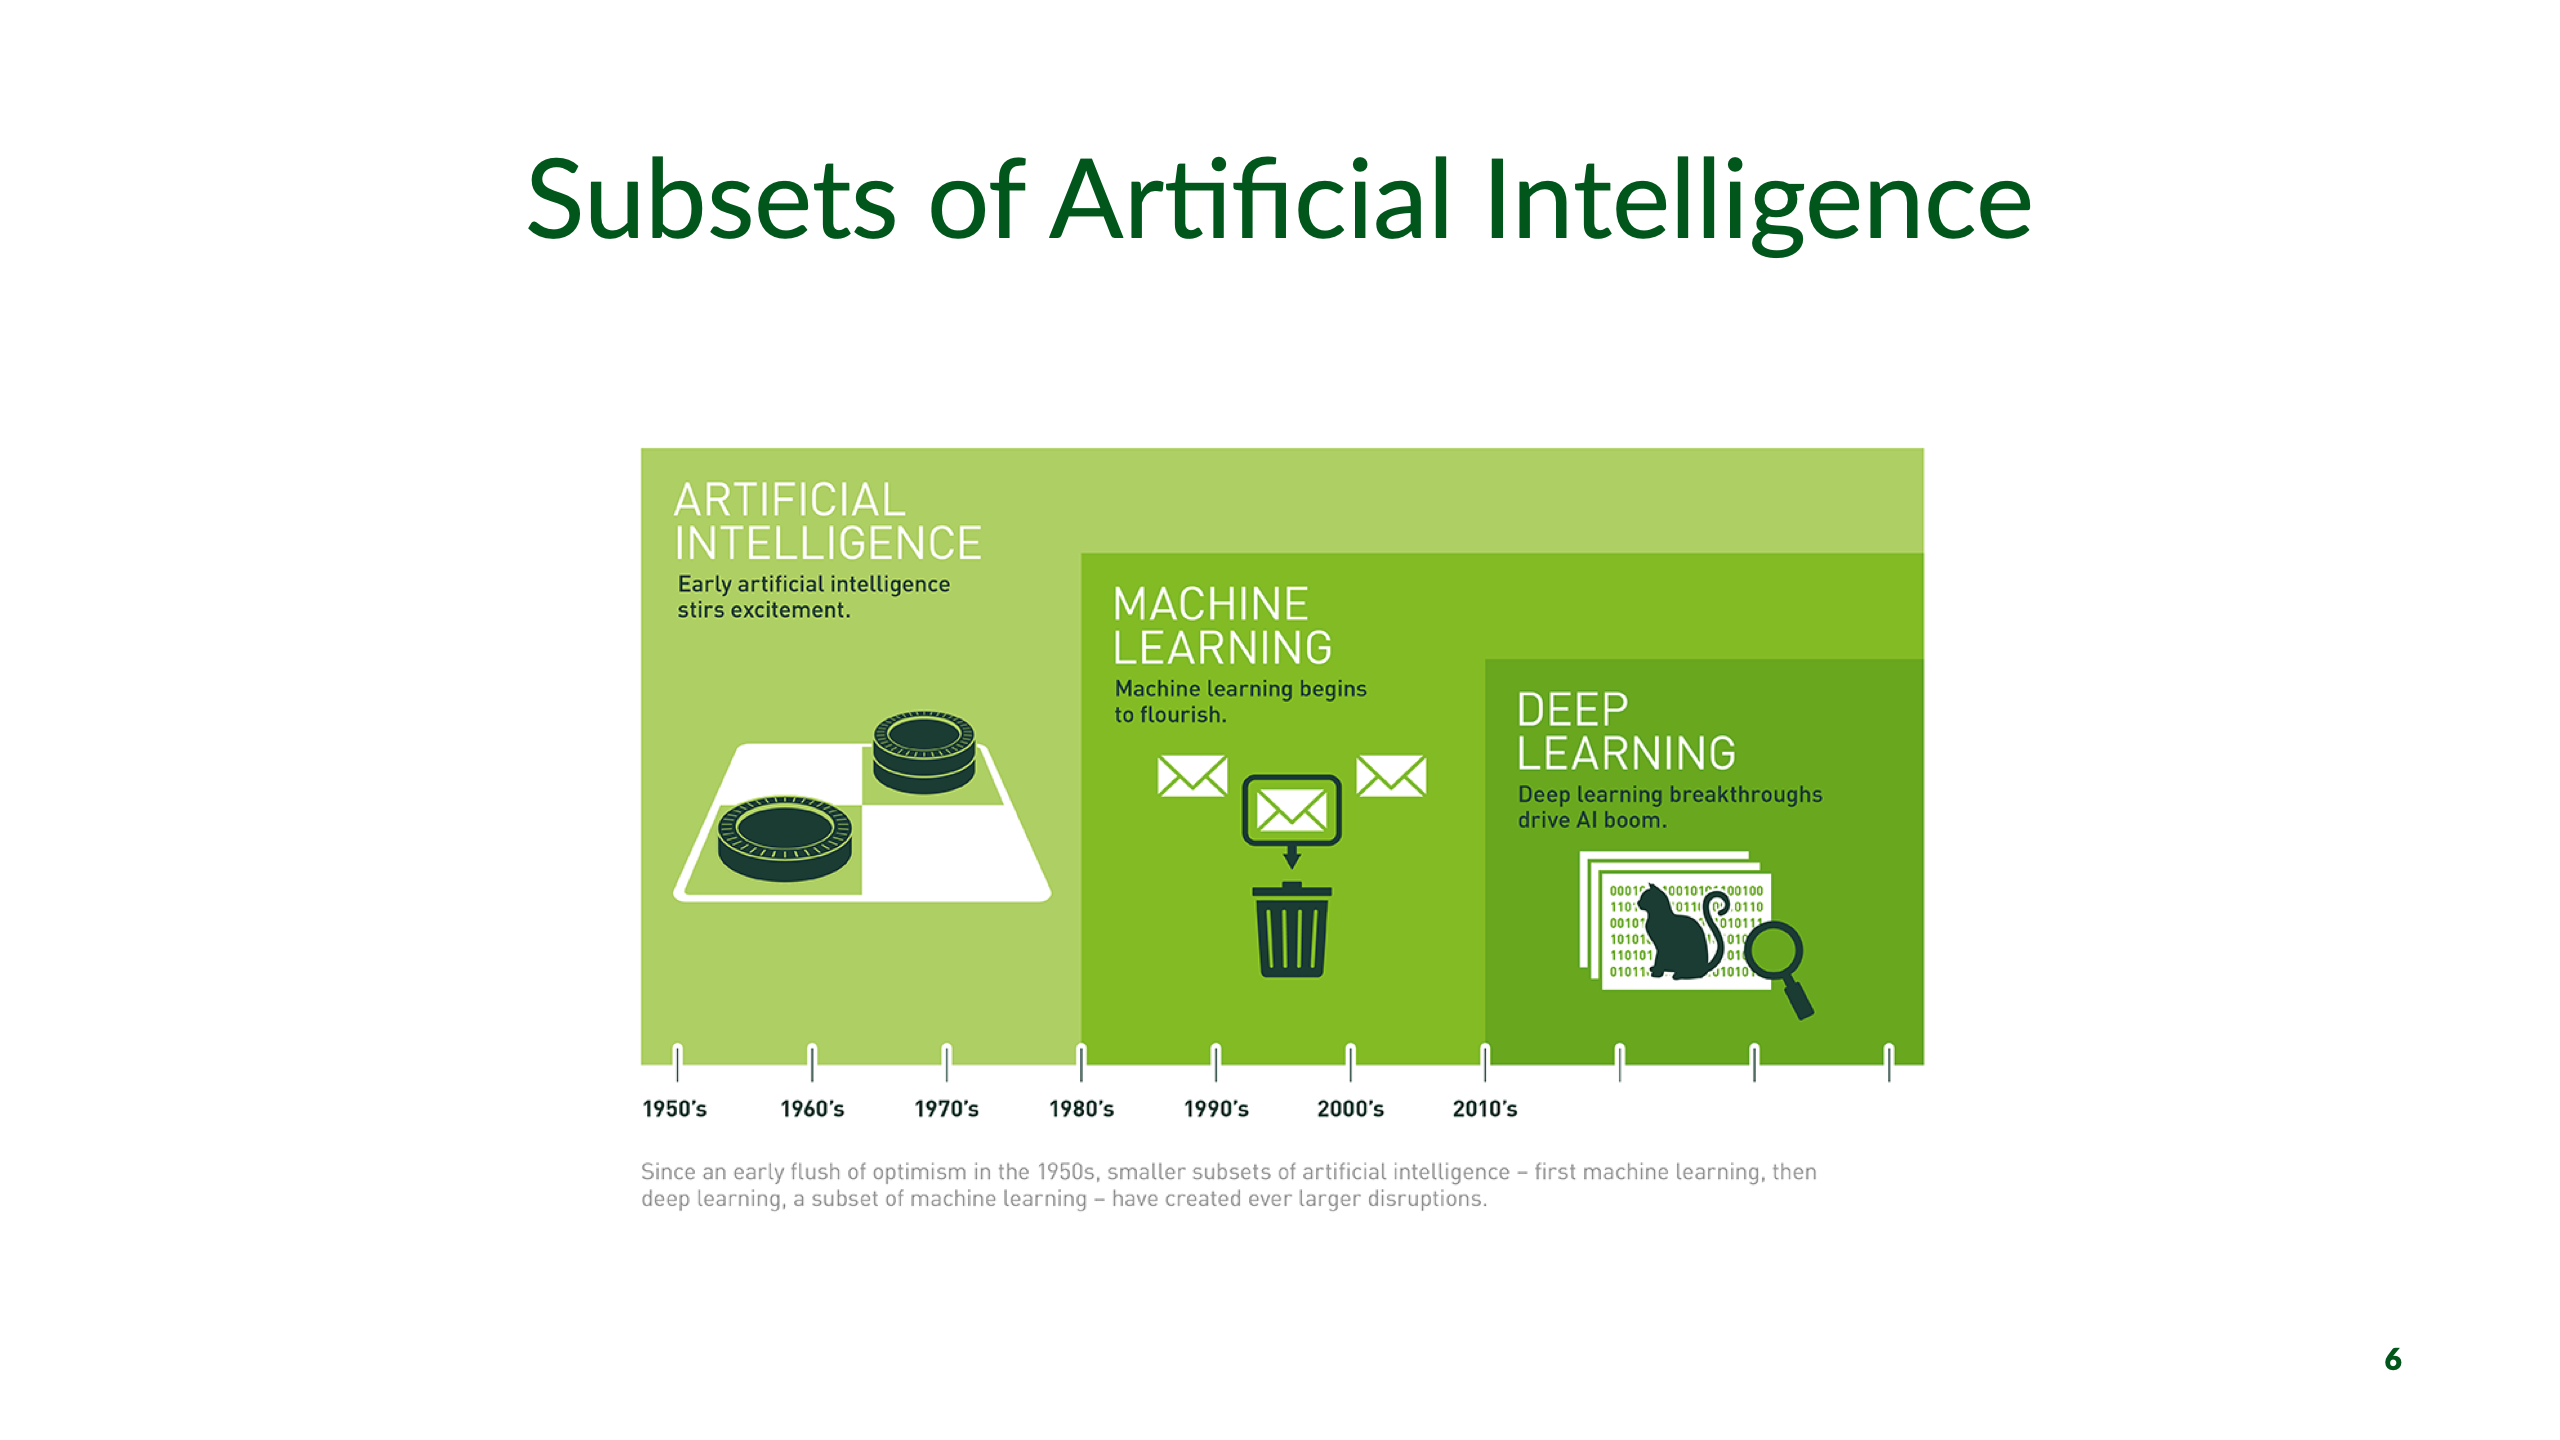 Subsets of Artificial Intelligence
ARTIFICIAL
INTELLIGENCE
Early artificial intelligence
stirs excitement.
MACHINE
LEARNING
Machine learning begins
to flourish.
DEEP
LEARNING
Deep learning breakthroughs
drive AI boom.
1950's 1960's 1970's 1980's 1990's 2000's 2010's
Since an early flush of optimism in the 1950s, smaller subsets of artificial intelligence – first machine learning, then
deep learning, a subset of machine learning – have created ever larger disruptions.
6